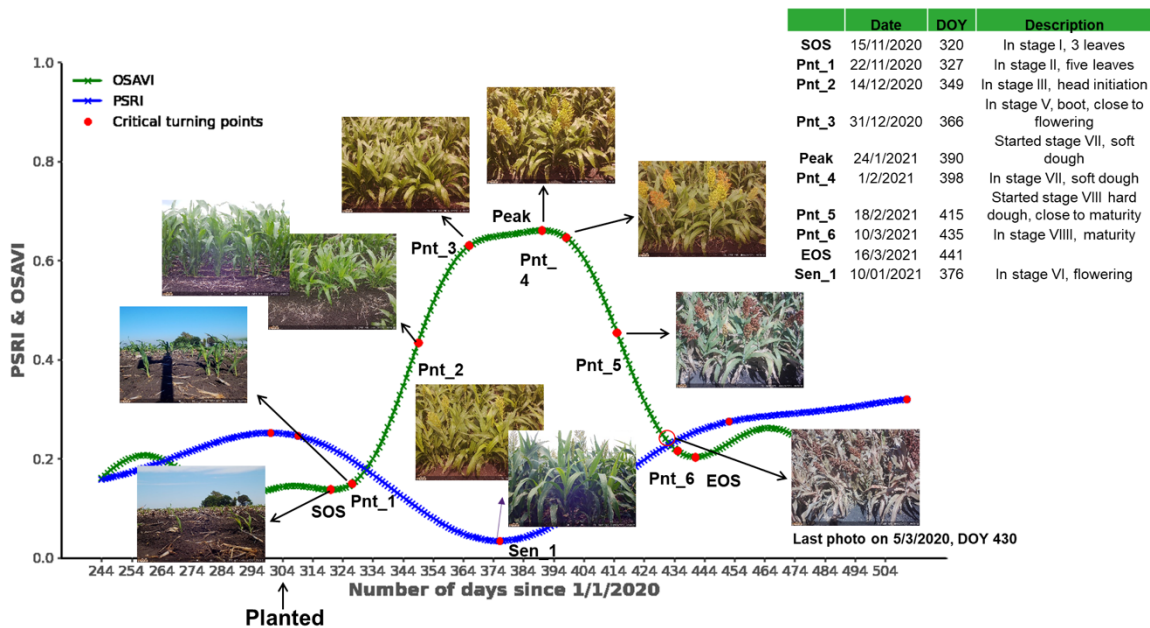 Date DOY Description
SOS 15/11/2020 320 In stage I, 3 leaves
Pnt_1 22/11/2020 327 In stage II, five leaves
Pnt_2 14/12/2020 349 In stage III, head initiation
Pnt_3 31/12/2020 366 In stage V, boot, close to
flowering
Peak 24/1/2021 390 Started stage VII, soft
dough
Pnt_4 1/2/2021 398 In stage VII, soft dough
Pnt_5 18/2/2021 415 Started stage VIII hard
dough, close to maturity
Pnt_6 10/3/2021 435 In stage VIIII, maturity
EOS 16/3/2021 441
Sen_1 10/01/2021 376 In stage VI, flowering
PSRI & OSAVI
1.0
0.8
0.6
0.4
0.2
0.0
OSAVI
PSRI
Critical turning points
Peak
Pnt_3
Pnt_
4
Pnt_2
Pnt_5
Pnt_1
SOS
Pnt_6
EOS
Sen_1
Last photo on 5/3/2020, DOY 430
244 254 264 274 284 294 304 314 324 334 344 354 364 374 384 394 404 414 424 434 444 454 464 474 484 494 504
Number of days since 1/1/2020
Planted